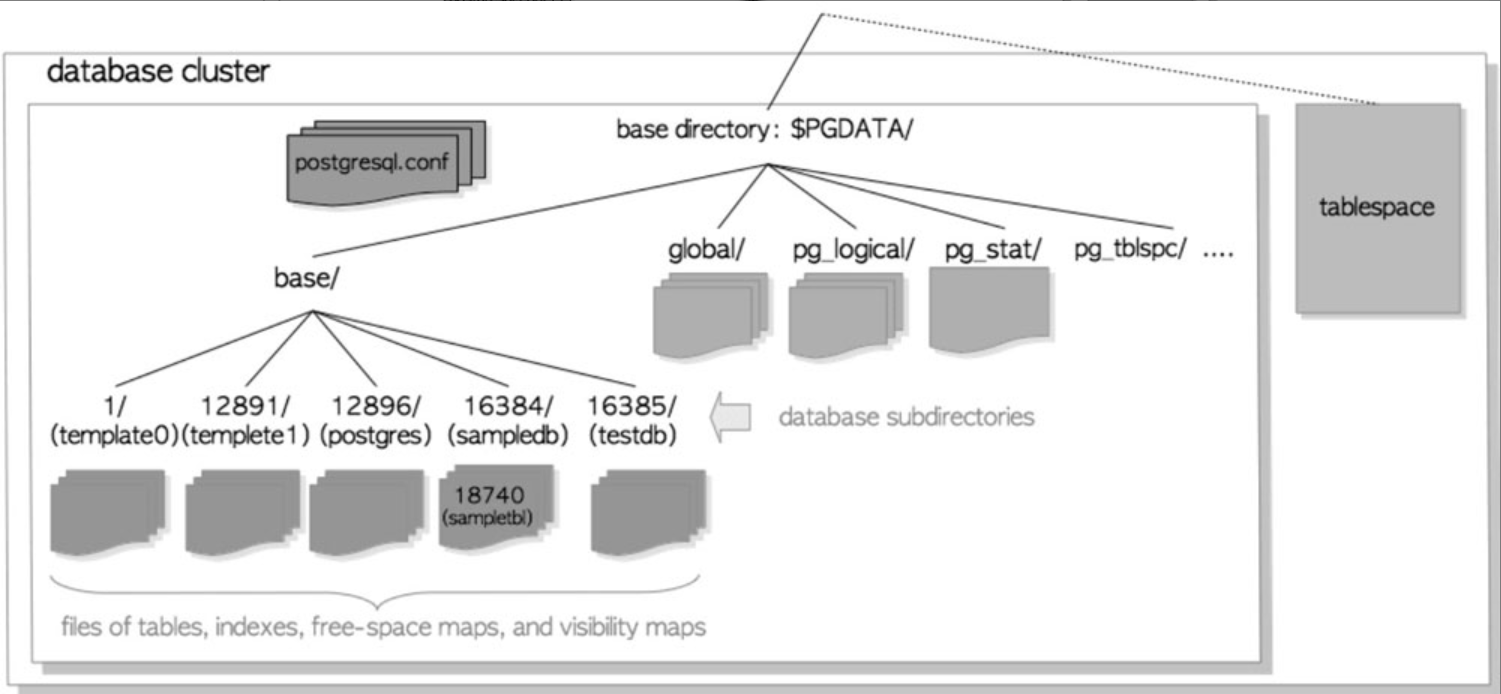 database cluster
base directory: $PGDATA/
postgresql.conf
tablespace
global/ pg_logical/ pg_stat/ pg_tblspc/ ....
base/
1/ 12891/ 12896/ 16384/ 16385/
(template0) (templete1) (postgres) (sampledb) (testdb)
database subdirectories
18740
(sampletbl)
files of tables, indexes, free-space maps, and visibility maps